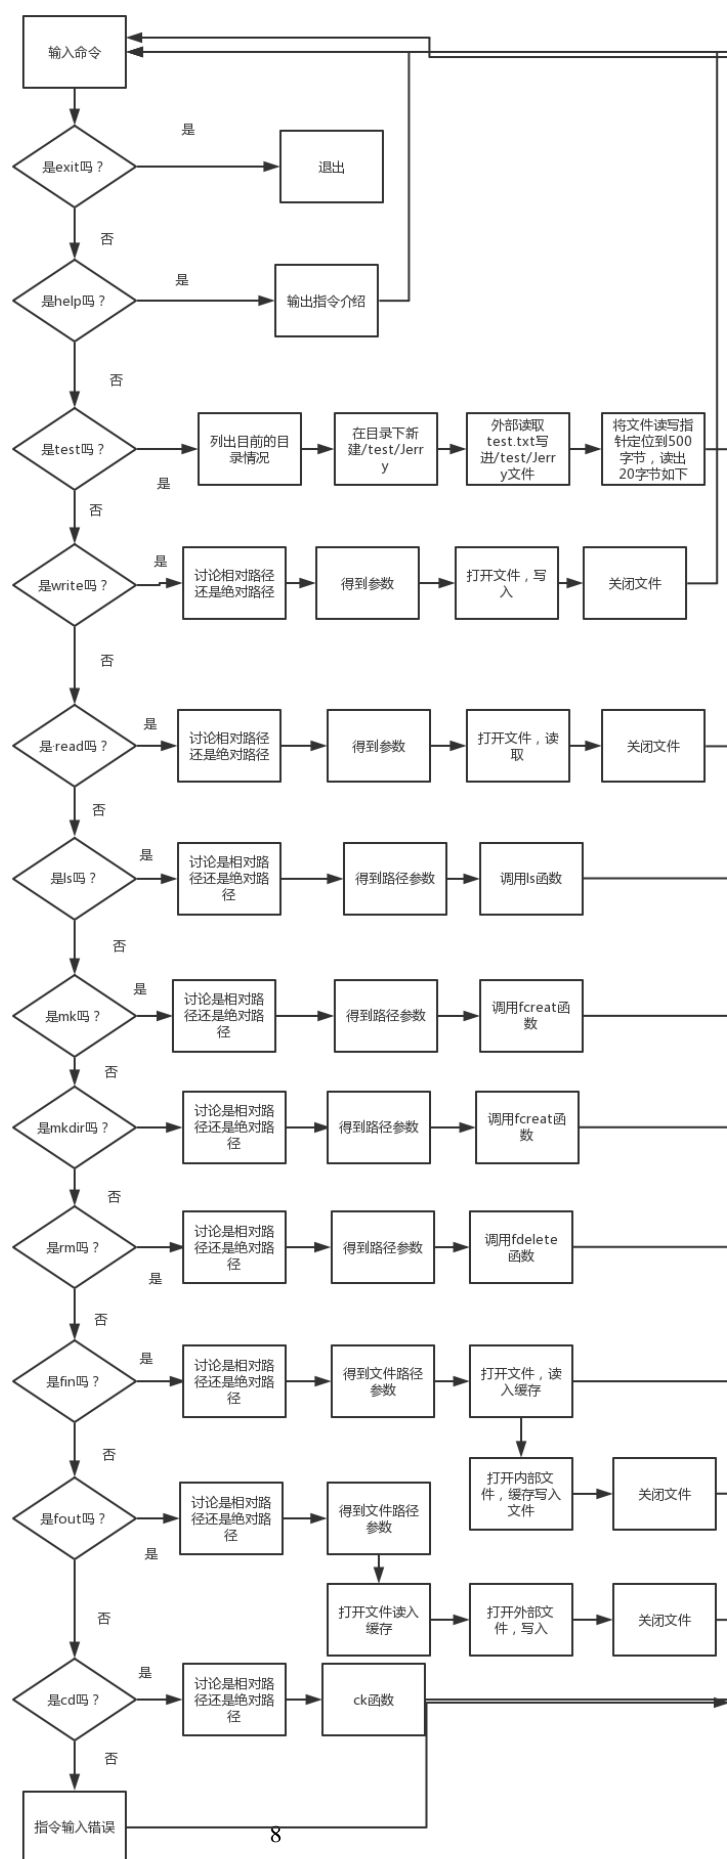 输入命令
是
是exit吗？
退出
否
是
是help吗？
输出指令介绍
否
是test吗？
列出目前的目
录情况
在目录下新
建/test/Jerr
y
外部读取
test.txt写
进/test/Jerr
y文件
将文件读写指
针定位到500
字节，读出
20字节如下
是
否
是
是write吗？
讨论相对路径
还是绝对路径
得到参数
打开文件，写
入
关闭文件
否
是
是read吗？
讨论相对路径
还是绝对路径
得到参数
打开文件，读
取
关闭文件
否
是
是ls吗？
讨论是相对路
径还是绝对路
径
得到路径参数
调用ls函数
否
是
是mk吗？
讨论是相对路
径还是绝对路
径
得到路径参数
调用fcreat函
数
否
是mkdir吗？
讨论是相对路
径还是绝对路
径
得到路径参数
调用fcreat函
数
否
是rm吗？
讨论是相对路
径还是绝对路
径
得到路径参数
调用fdelete
函数
是
否
是
是fin吗？
讨论是相对路
径还是绝对路
径
得到文件路径
参数
打开文件，读
入缓存
否
打开内部文
件，缓存写入
文件
关闭文件
是fout吗？
讨论是相对路
径还是绝对路
径
得到文件路径
参数
是
打开文件读入
缓存
打开外部文
件，写入
关闭文件
否
是
是cd吗？
讨论是相对路
径还是绝对路
径
ck函数
否
指令输入错误
8